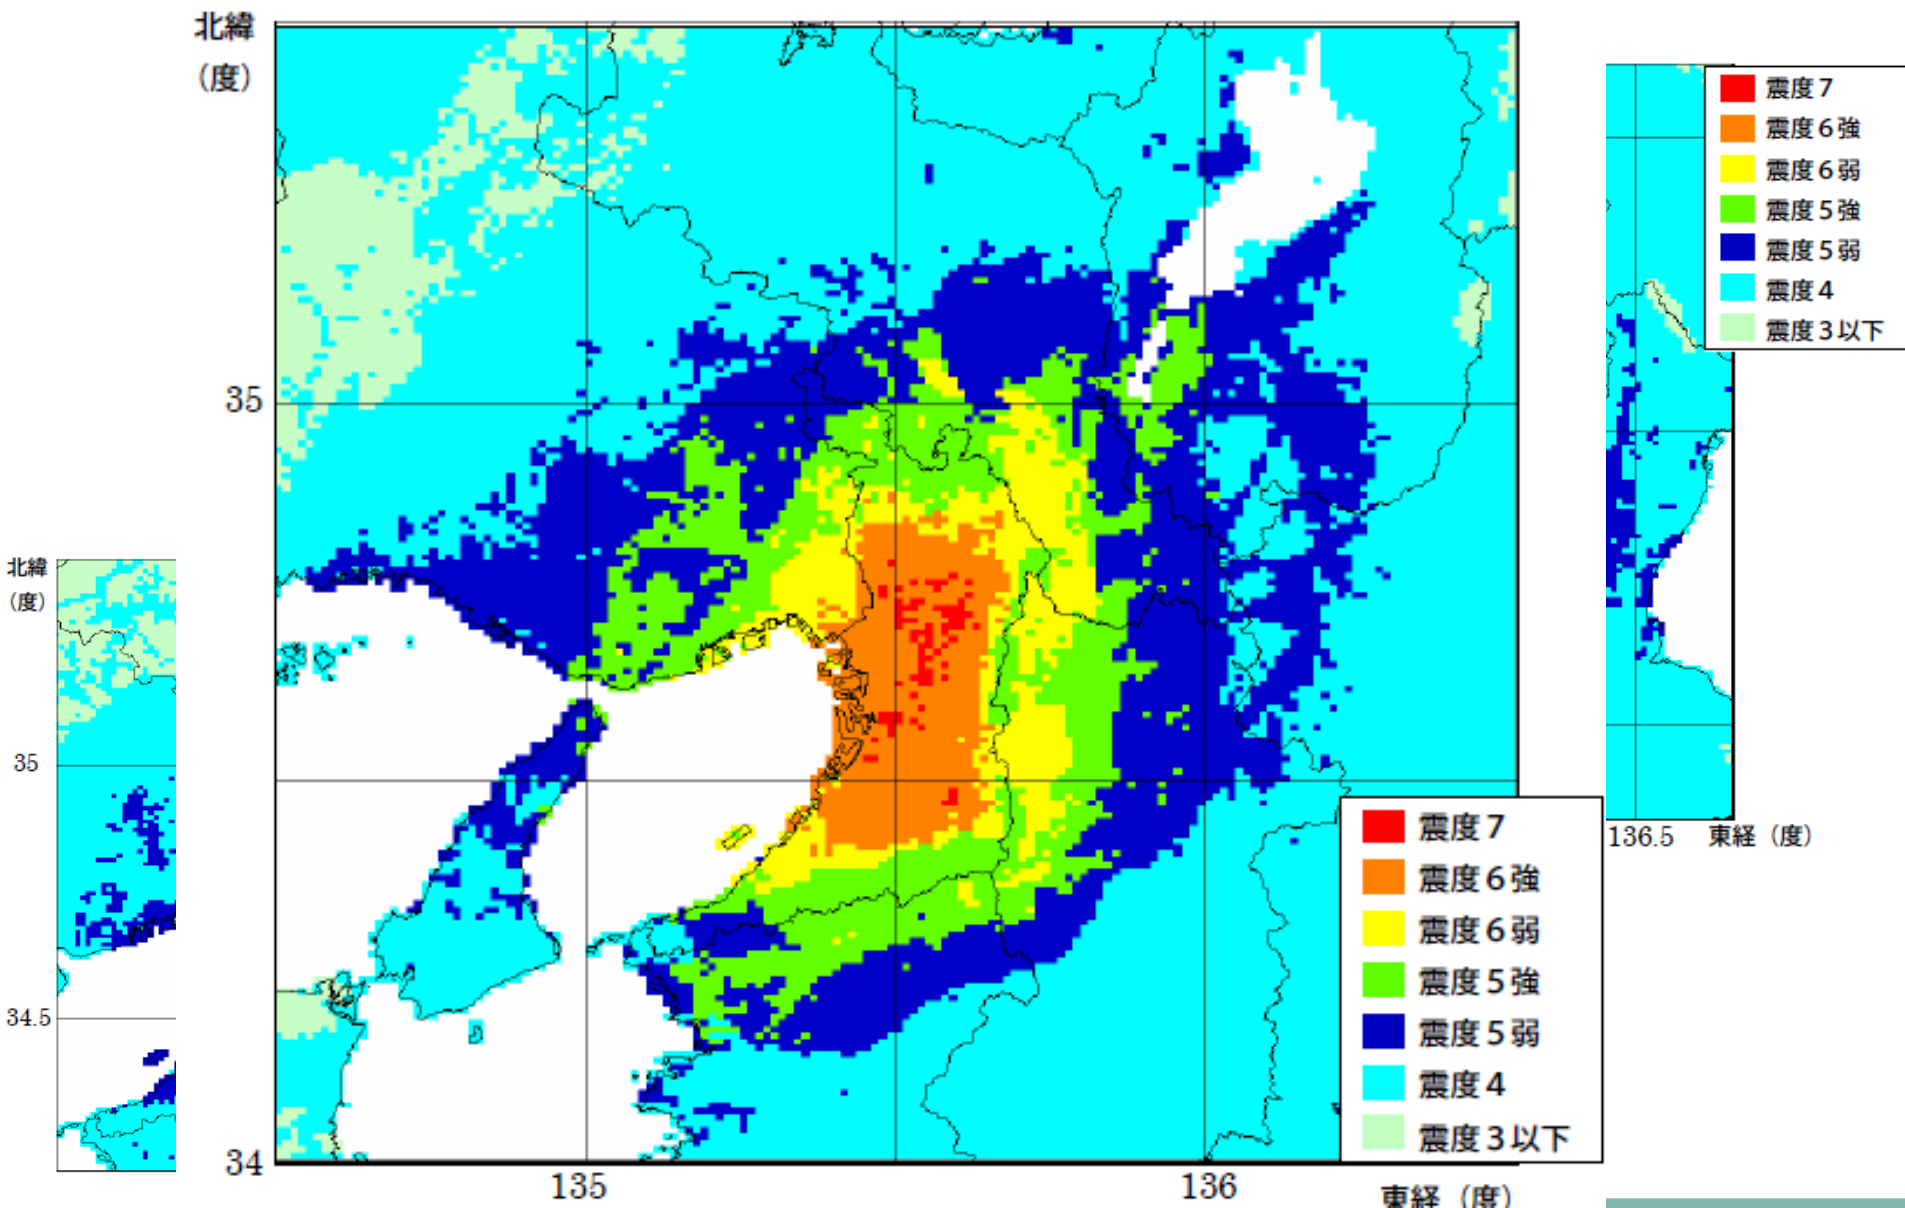 北緯
（度）
35
34
135
136
東経（度）
震度７
震度６強
震度６弱
震度５強
震度５弱
震度４
震度３以下
北緯
（度）
35
34.5
震度７
震度６強
震度６弱
震度５強
震度５弱
震度４
震度３以下
136.5
東経（度）